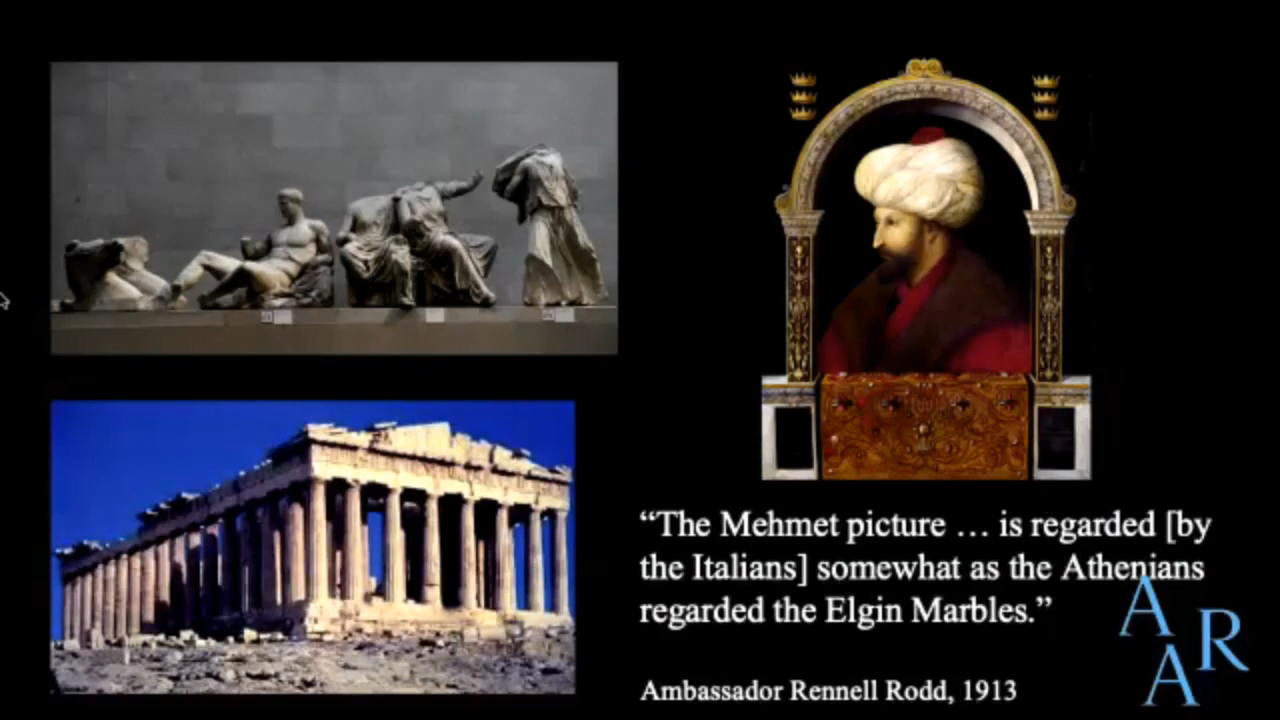 “The Mehmet picture … is regarded [by
the Italians] somewhat as the Athenians
regarded the Elgin Marbles.”
Ambassador Rennell Rodd, 1913
A
A R